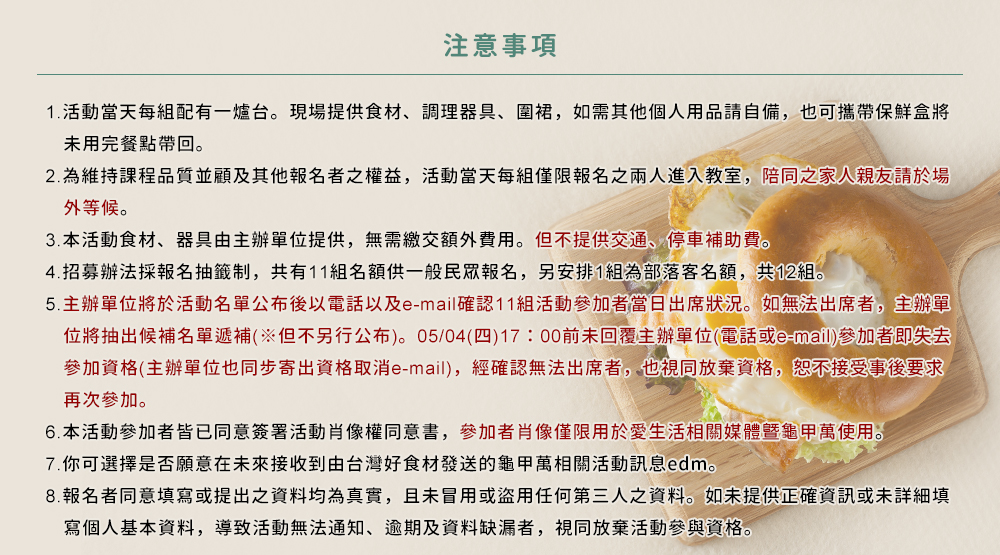 注意事項
1.活動當天每組配有一爐台。現場提供食材、調理器具、圍裙，如需其他個人用品請自備，也可攜帶保鮮盒將
未用完餐點帶回。
2.為維持課程品質並顧及其他報名者之權益，活動當天每組僅限報名之兩人進入教室，陪同之家人親友請於場
外等候。
3.本活動食材、器具由主辦單位提供，無需繳交額外費用。但不提供交通、停車補助費。
4.招募辦法採報名抽籤制，共有11組名額供一般民眾報名，另安排1組為部落客名額，共12組。
5.主辦單位將於活動名單公布後以電話以及e-mail確認11組活動參加者當日出席狀況。如無法出席者，主辦單
位將抽出候補名單遞補(※但不另行公布)。05/04(四)17：00前未回覆主辦單位(電話或e-mail)參加者即失去
參加資格(主辦單位也同步寄出資格取消e-mail)，經確認無法出席者，也視同放棄資格，恕不接受事後要求
再次參加。
6.本活動參加者皆已同意簽署活動肖像權同意書，參加者肖像僅限用於愛生活相關媒體暨龜甲萬使用。
7.你可選擇是否願意在未來接收到由台灣好食材發送的龜甲萬相關活動訊息edm。
8.報名者同意填寫或提出之資料均為真實，且未冒用或盜用任何第三人之資料。如未提供正確資訊或未詳細填
寫個人基本資料，導致活動無法通知、逾期及資料缺漏者，視同放棄活動參與資格。